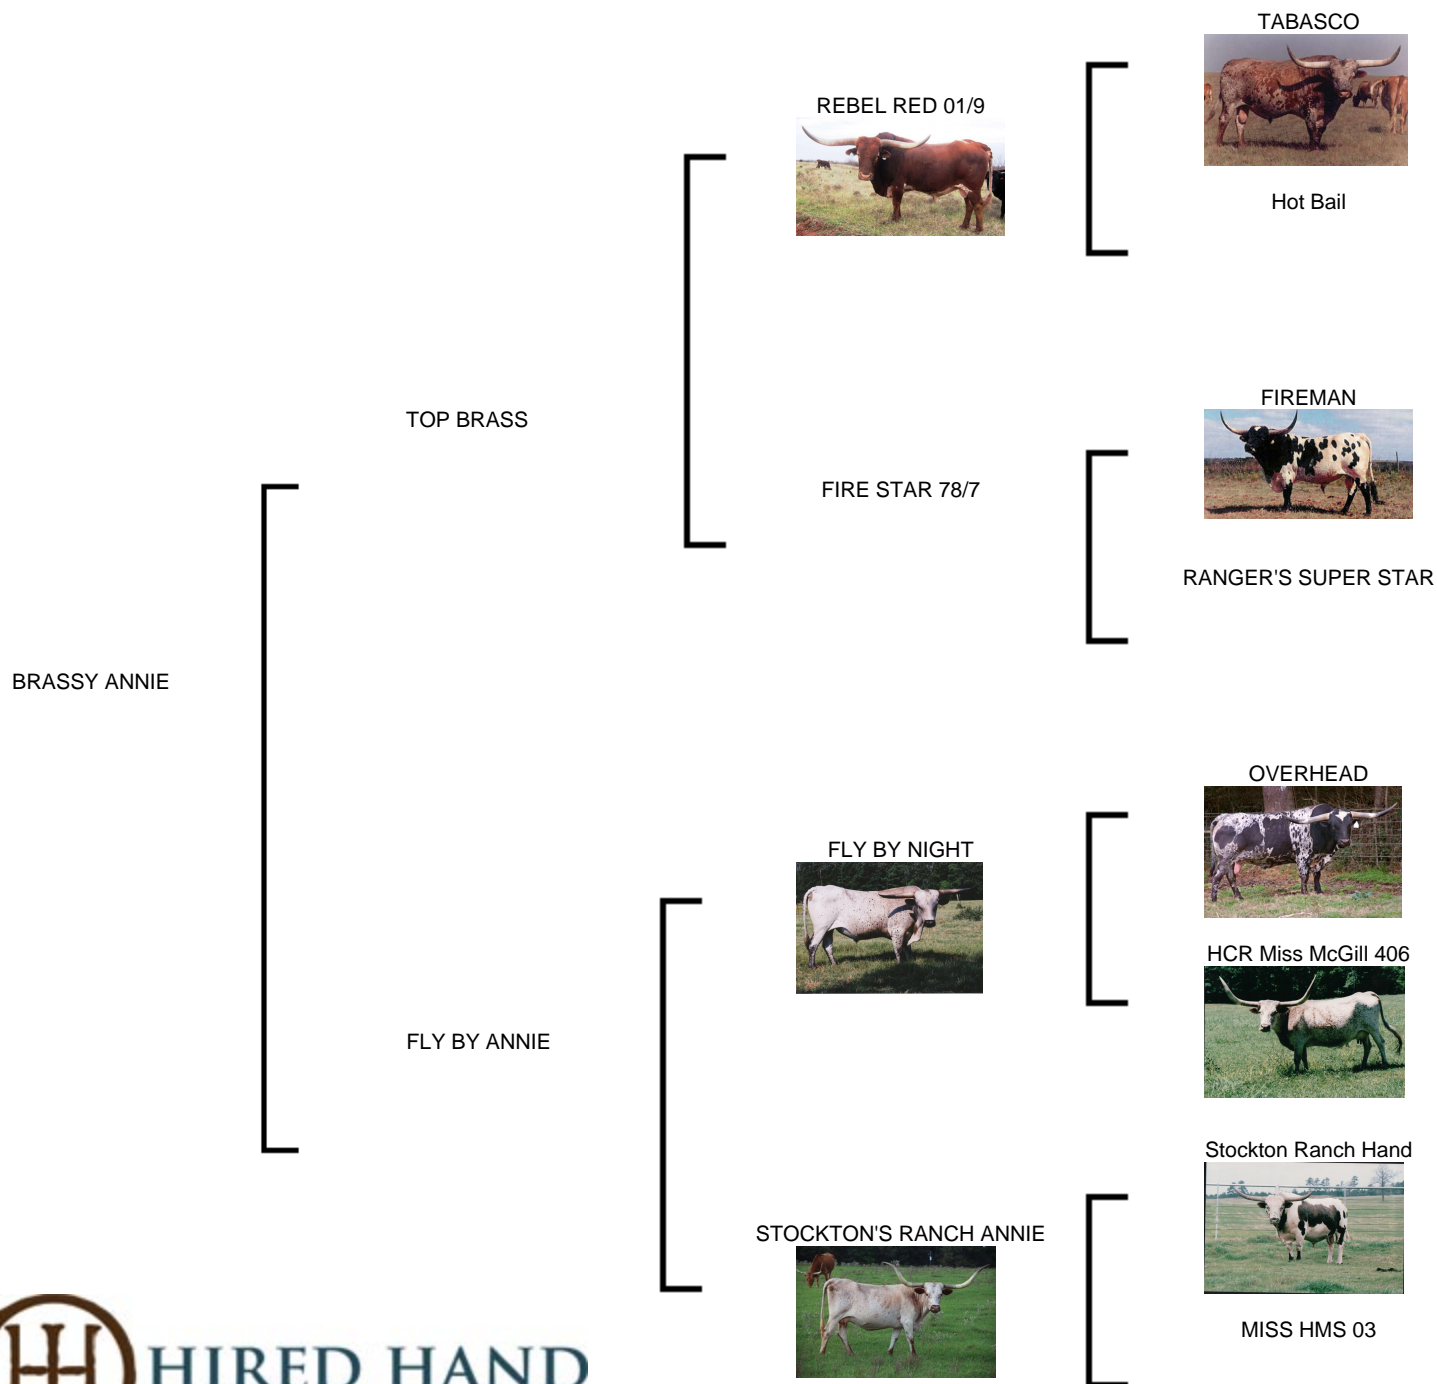 TABASCO
REBEL RED 01/9
Hot Bail
TOP BRASS
FIREMAN
FIRE STAR 78/7
RANGER'S SUPER STAR
BRASSY ANNIE
OVERHEAD
FLY BY NIGHT
HCR Miss McGill 406
FLY BY ANNIE
Stockton Ranch Hand
STOCKTON'S RANCH ANNIE
MISS HMS 03
HIRED HAND